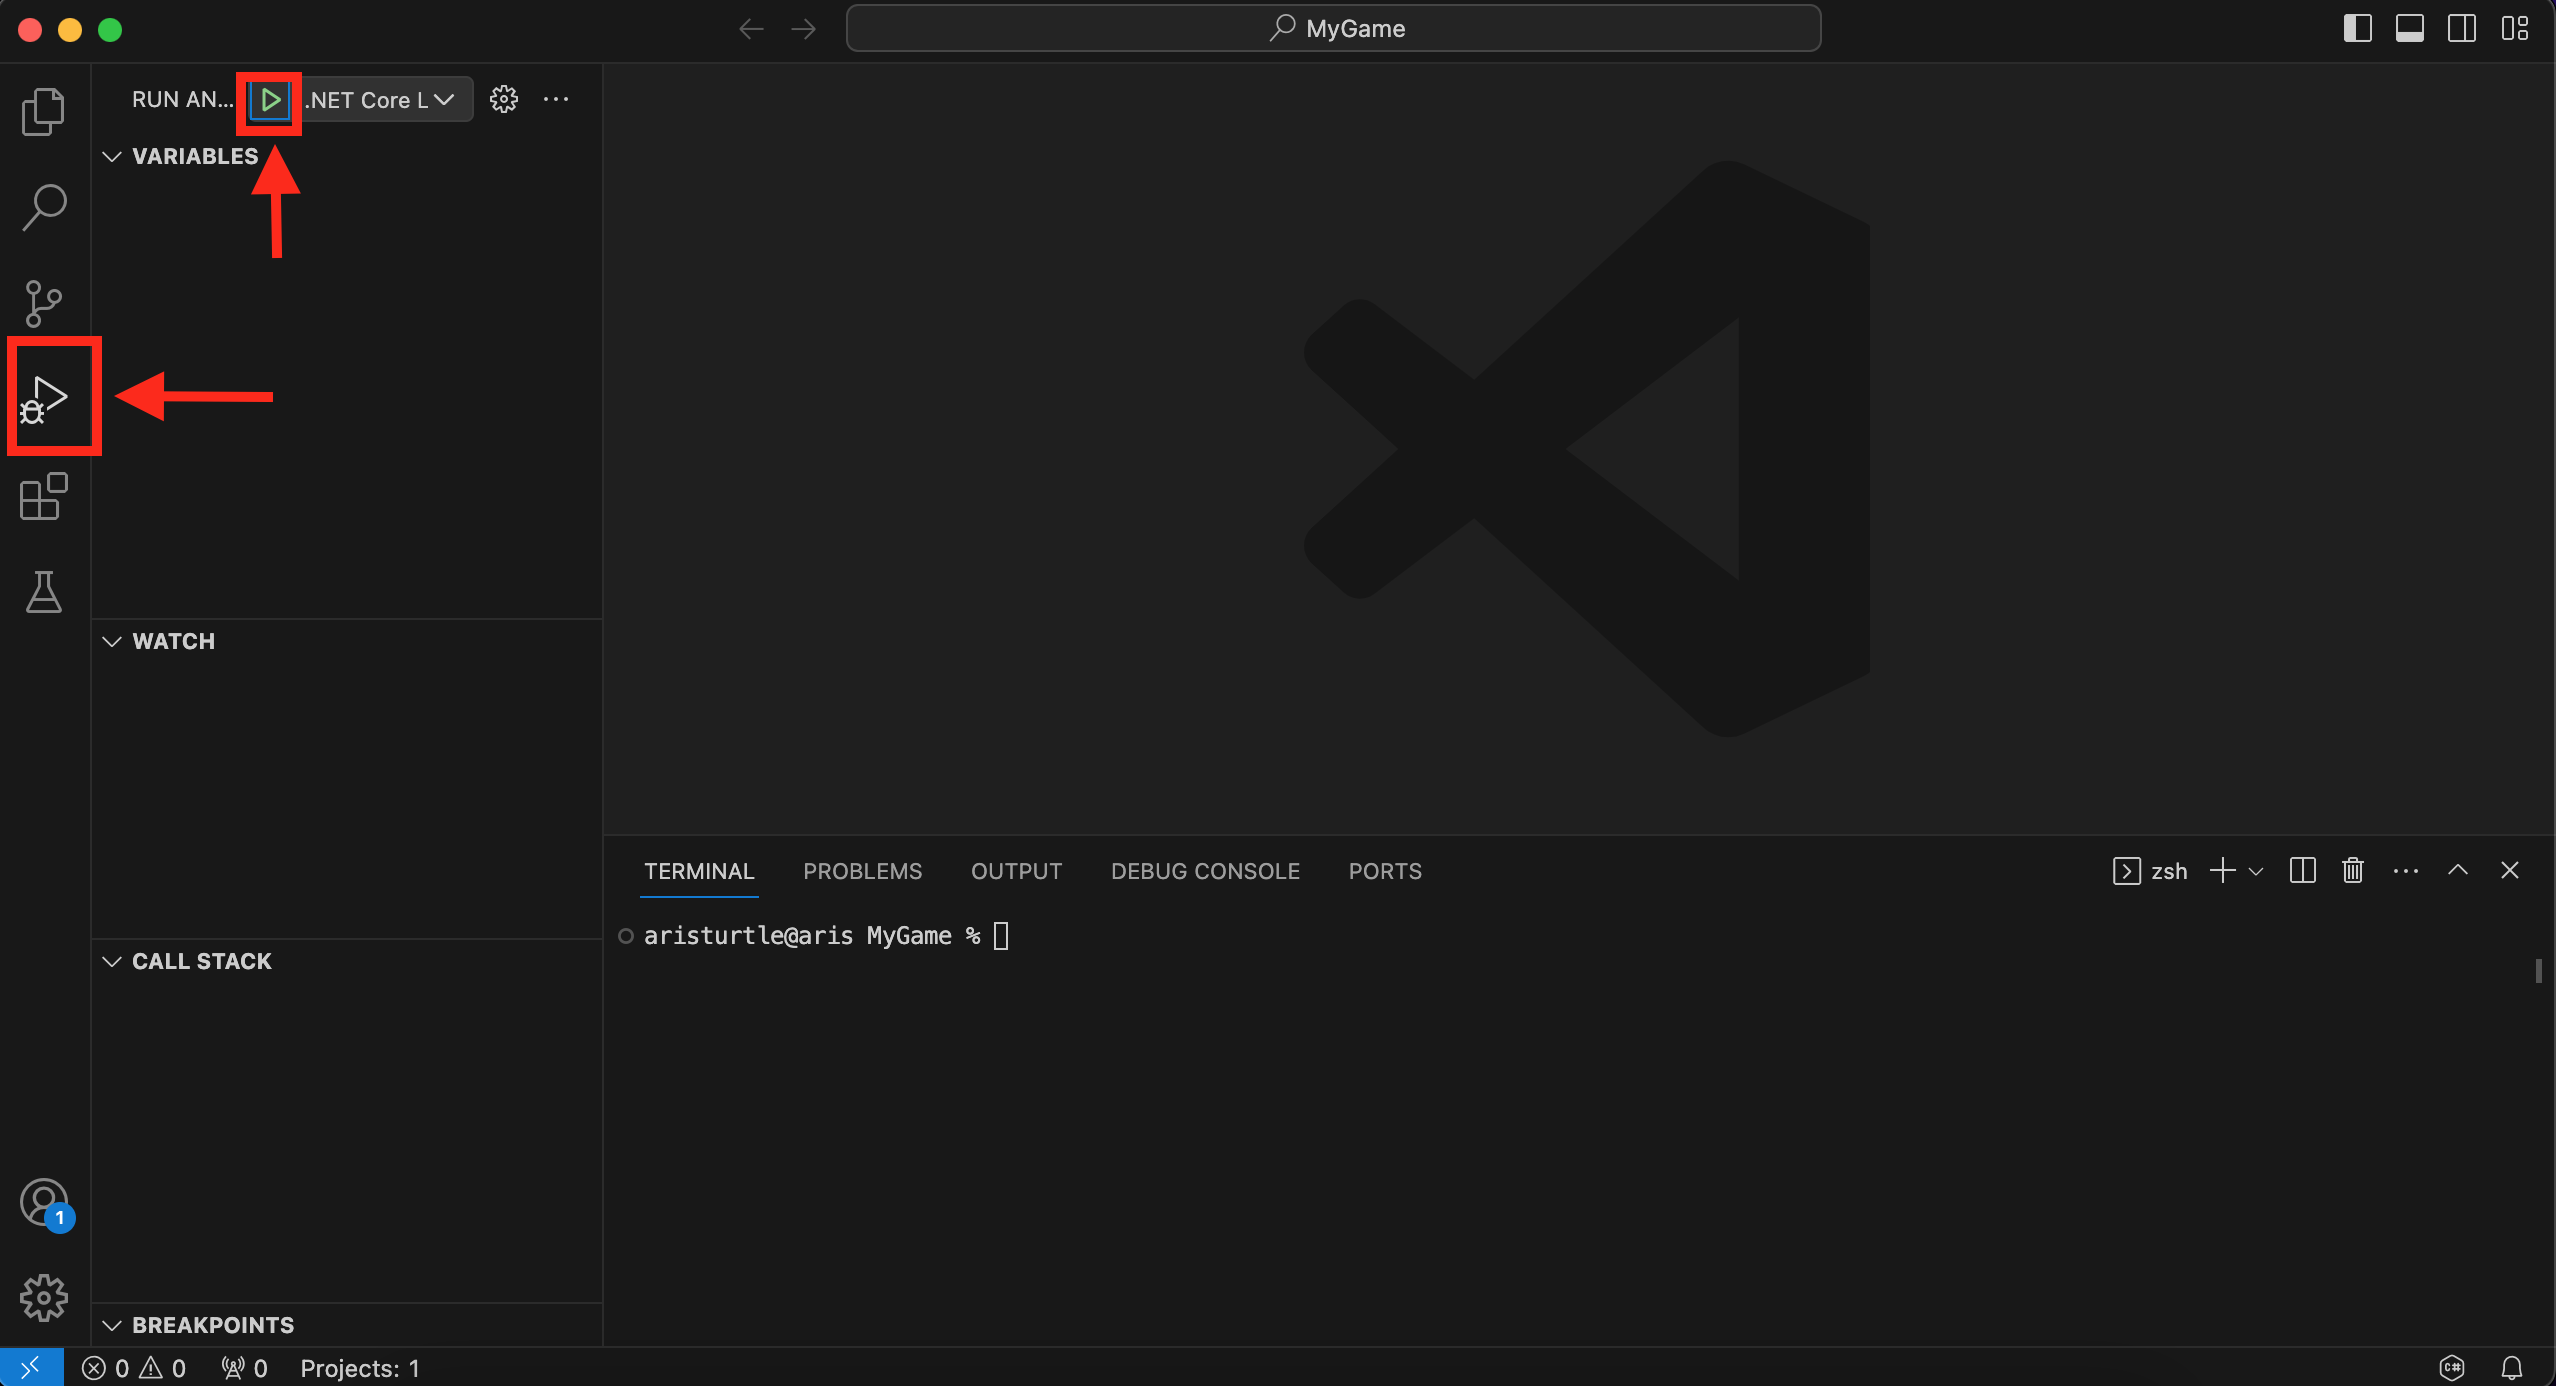 MyGame
RUN AN... .NET Core L
VARIABLES
WATCH
CALL STACK
BREAKPOINTS
TERMINAL PROBLEMS OUTPUT DEBUG CONSOLE PORTS zsh
aristurtle@aris MyGame %
1
0 0 0 Projects: 1
C#